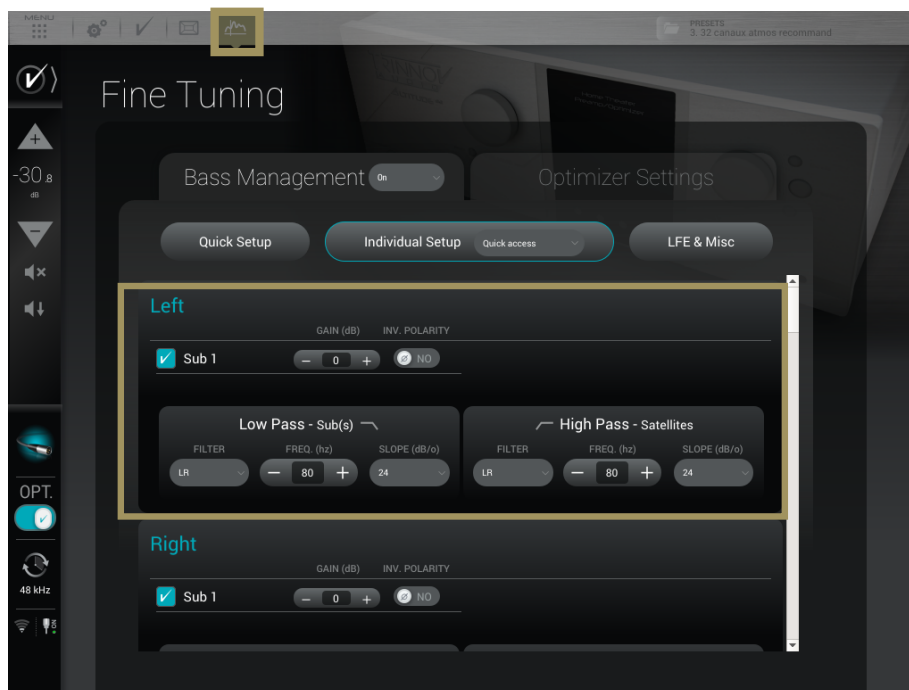 MENU
PRESETS
3. 32 canaux atmos recommand
Fine Tuning
-30.8
dB
Bass Management On
Optimizer Settings
Quick Setup
Individual Setup Quick access
LFE & Misc
Left
GAIN (dB) INV. POLARITY
Sub 1 − 0 + Ø NO
Low Pass - Sub(s)
High Pass - Satellites
FILTER FREQ. (hz) SLOPE (dB/o)
FILTER FREQ. (hz) SLOPE (dB/o)
LR − 80 + 24
LR − 80 + 24
OPT.
Right
GAIN (dB) INV. POLARITY
48 kHz
Sub 1 − 0 + Ø NO